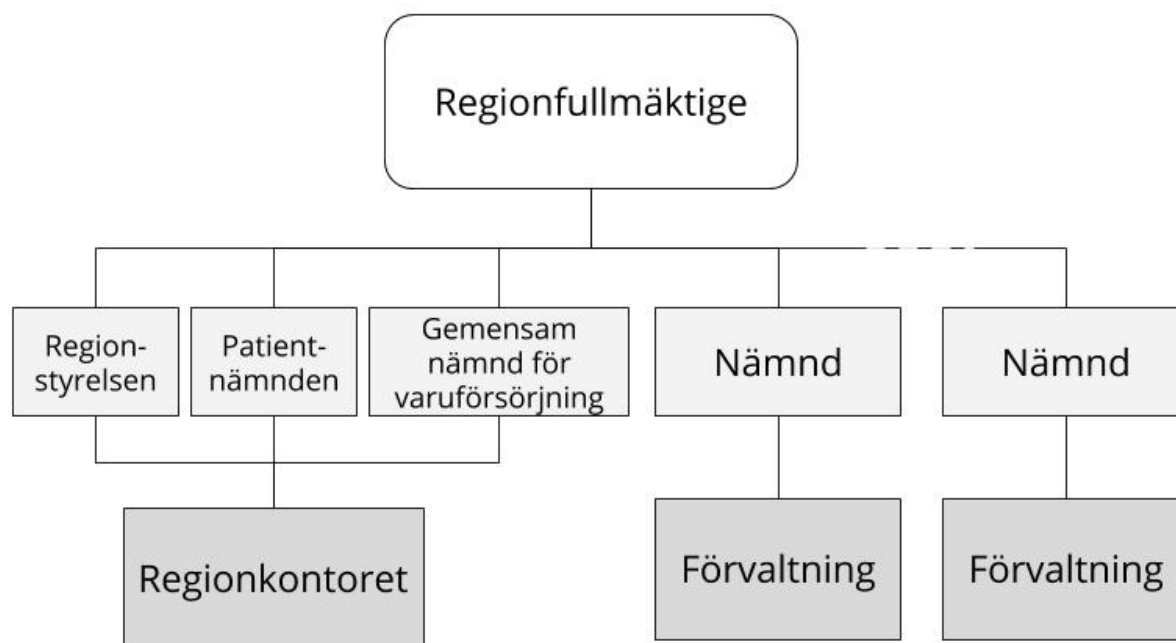 Regionfullmäktige
Region-
styrelsen
Patient-
nämnden
Gemensam
nämnd för
varuförsörjning
Nämnd
Nämnd
Regionkontoret
Förvaltning
Förvaltning